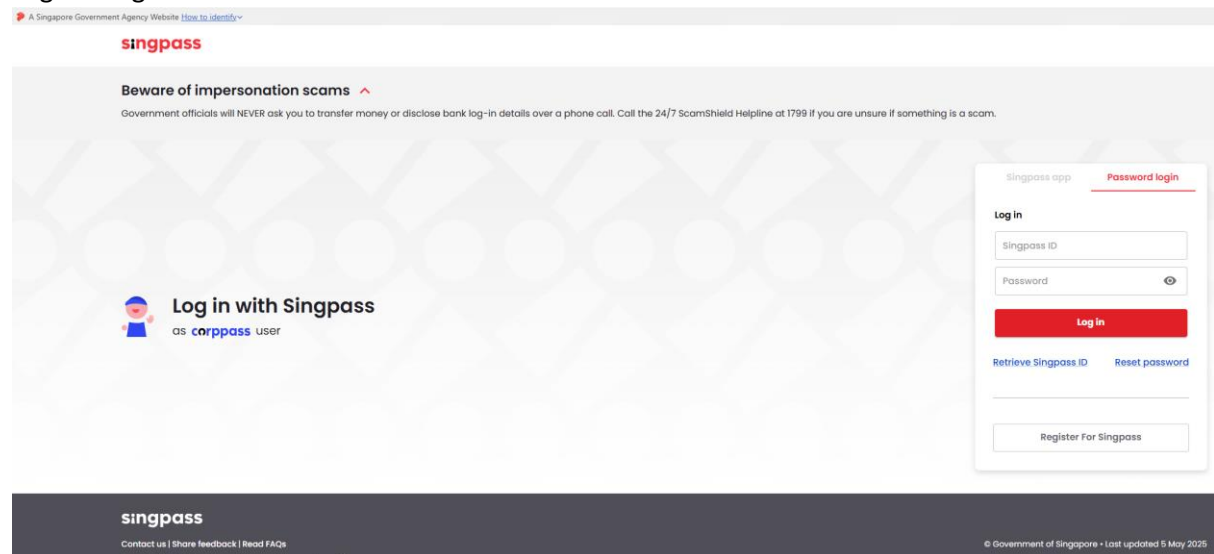 A Singapore Government Agency Website How to identify
singpass
Beware of impersonation scams
Government officials will NEVER ask you to transfer money or disclose bank log-in details over a phone call. Call the 24/7 ScamShield Helpline at 1799 if you are unsure if something is a scam.
Singpass app Password login
Log in
Singpass ID
Password
Log in with Singpass
as corppass user
Log in
Retrieve Singpass ID Reset password
Register For Singpass
singpass
Contact us | Share feedback | Read FAQs
© Government of Singapore • Last updated 5 May 2025